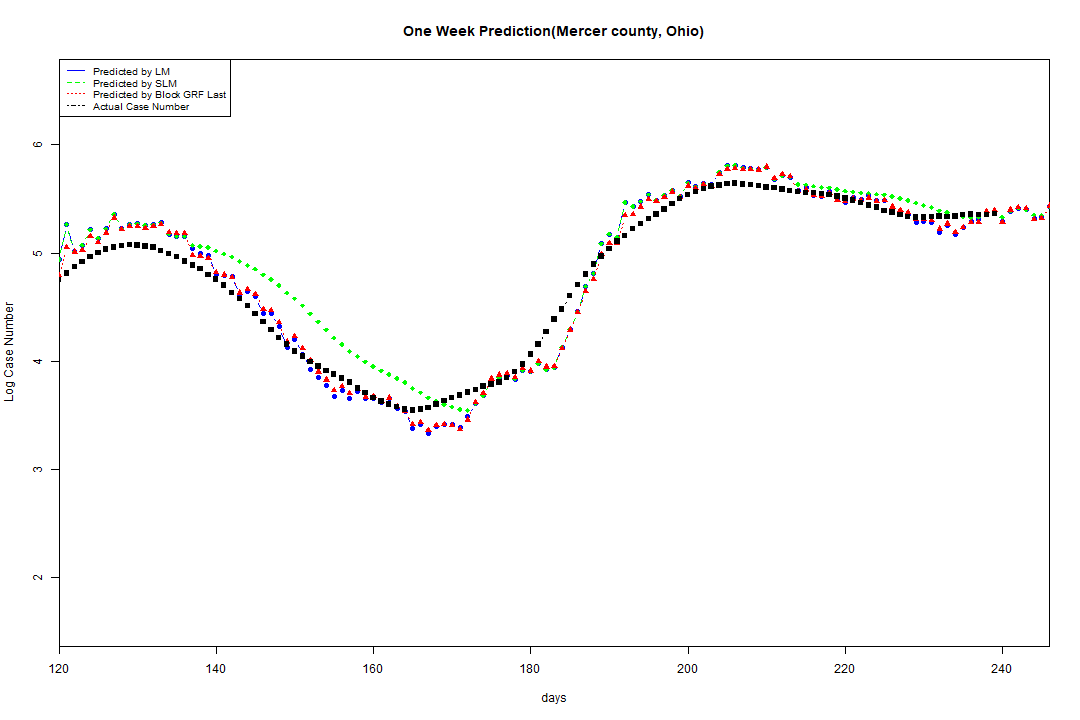 One Week Prediction(Mercer county, Ohio)
Predicted by LM
Predicted by SLM
Predicted by Block GRF Last
Actual Case Number
6
5
4
3
2
Log Case Number
120 140 160 180 200 220 240
days